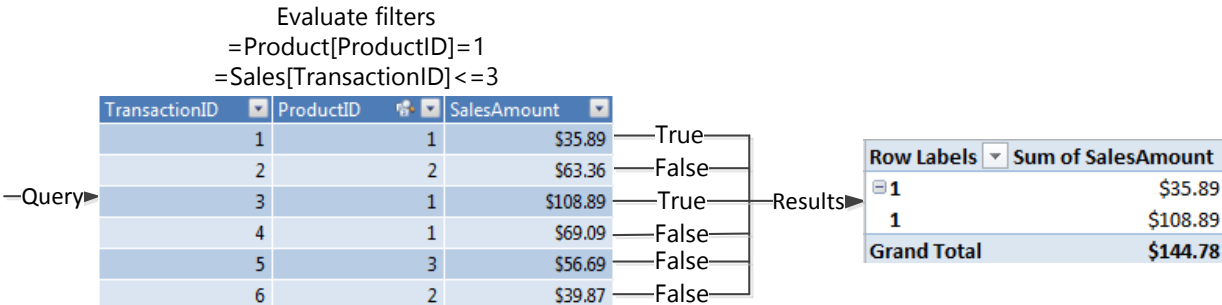 Evaluate filters
=Product[ProductID]=1
=Sales[TransactionID]<=3
TransactionID ProductID SalesAmount
1 1 $35.89 True
2 2 $63.36 False
Query 3 1 $108.89 True Results
4 1 $69.09 False
5 3 $56.69 False
6 2 $39.87 False
Row Labels Sum of SalesAmount
1 $35.89
1 $108.89
Grand Total $144.78